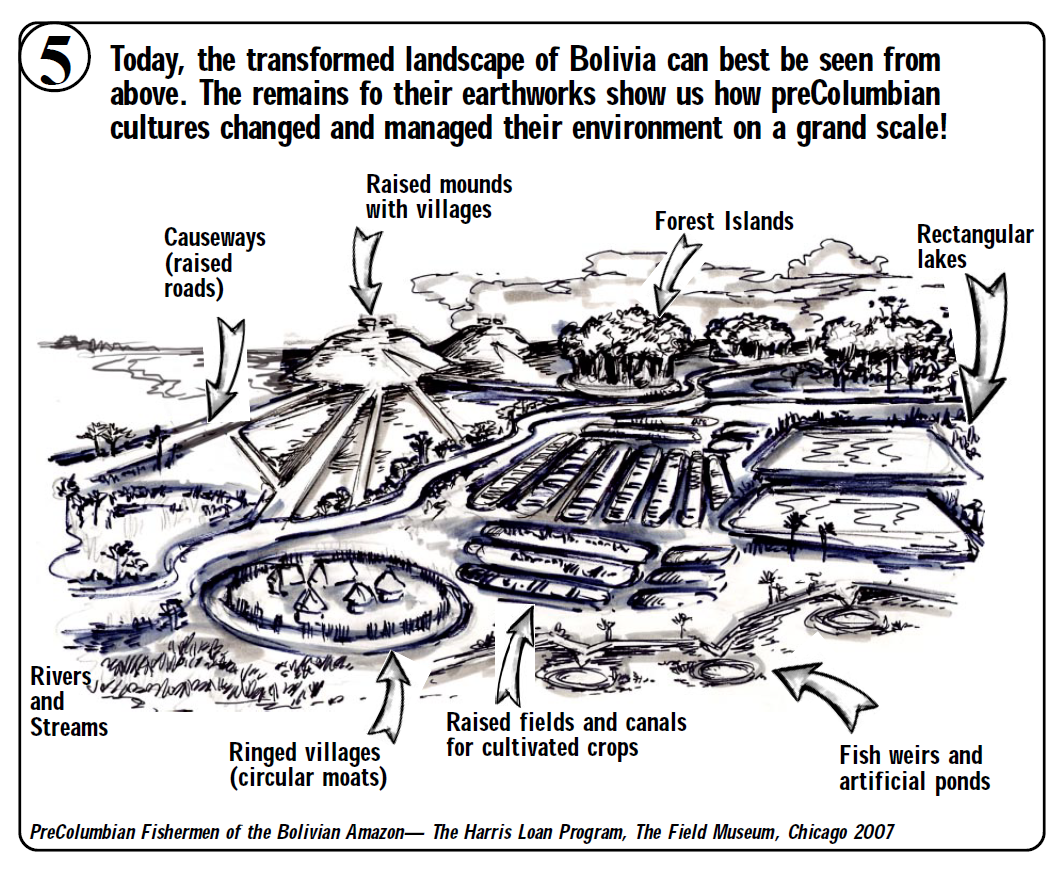 5
Today, the transformed landscape of Bolivia can best be seen from
above. The remains fo their earthworks show us how preColumbian
cultures changed and managed their environment on a grand scale!
Raised mounds
with villages
Causeways
(raised
roads)
Forest Islands
Rectangular
lakes
Rivers
and
Streams
Ringed villages
(circular moats)
Raised fields and canals
for cultivated crops
Fish weirs and
artificial ponds
PreColumbian Fishermen of the Bolivian Amazon— The Harris Loan Program, The Field Museum, Chicago 2007